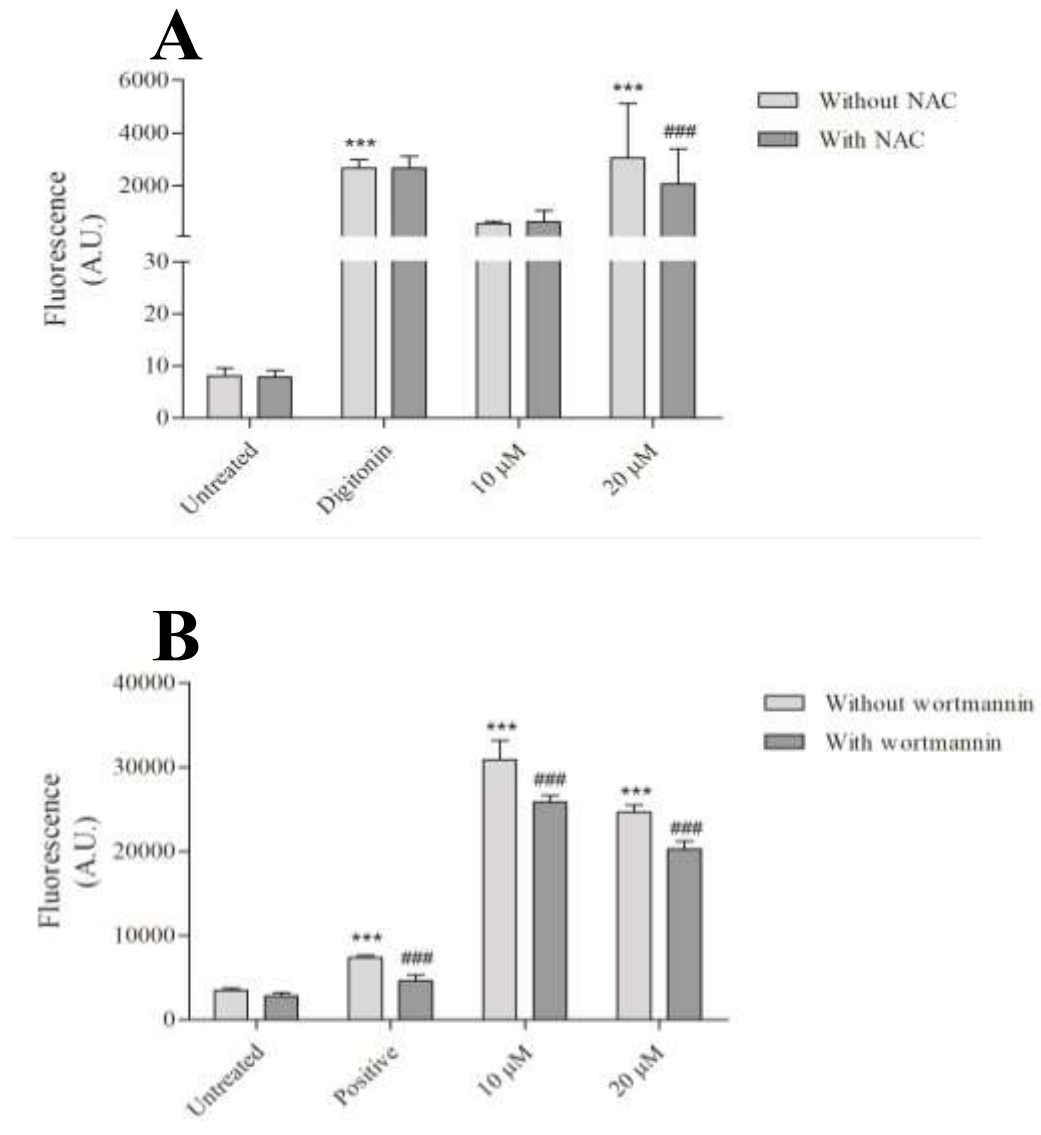 A
6000
4000
2000
30
20
10
0
Fluorescence
(A.U.)
***
***
###
Without NAC
With NAC
Untreated
Digitonin
10 µM
20 µM
B
40000
30000
20000
10000
0
Fluorescence
(A.U.)
***
###
***
###
***
###
Without wortmannin
With wortmannin
Untreated
Positive
10 µM
20 µM